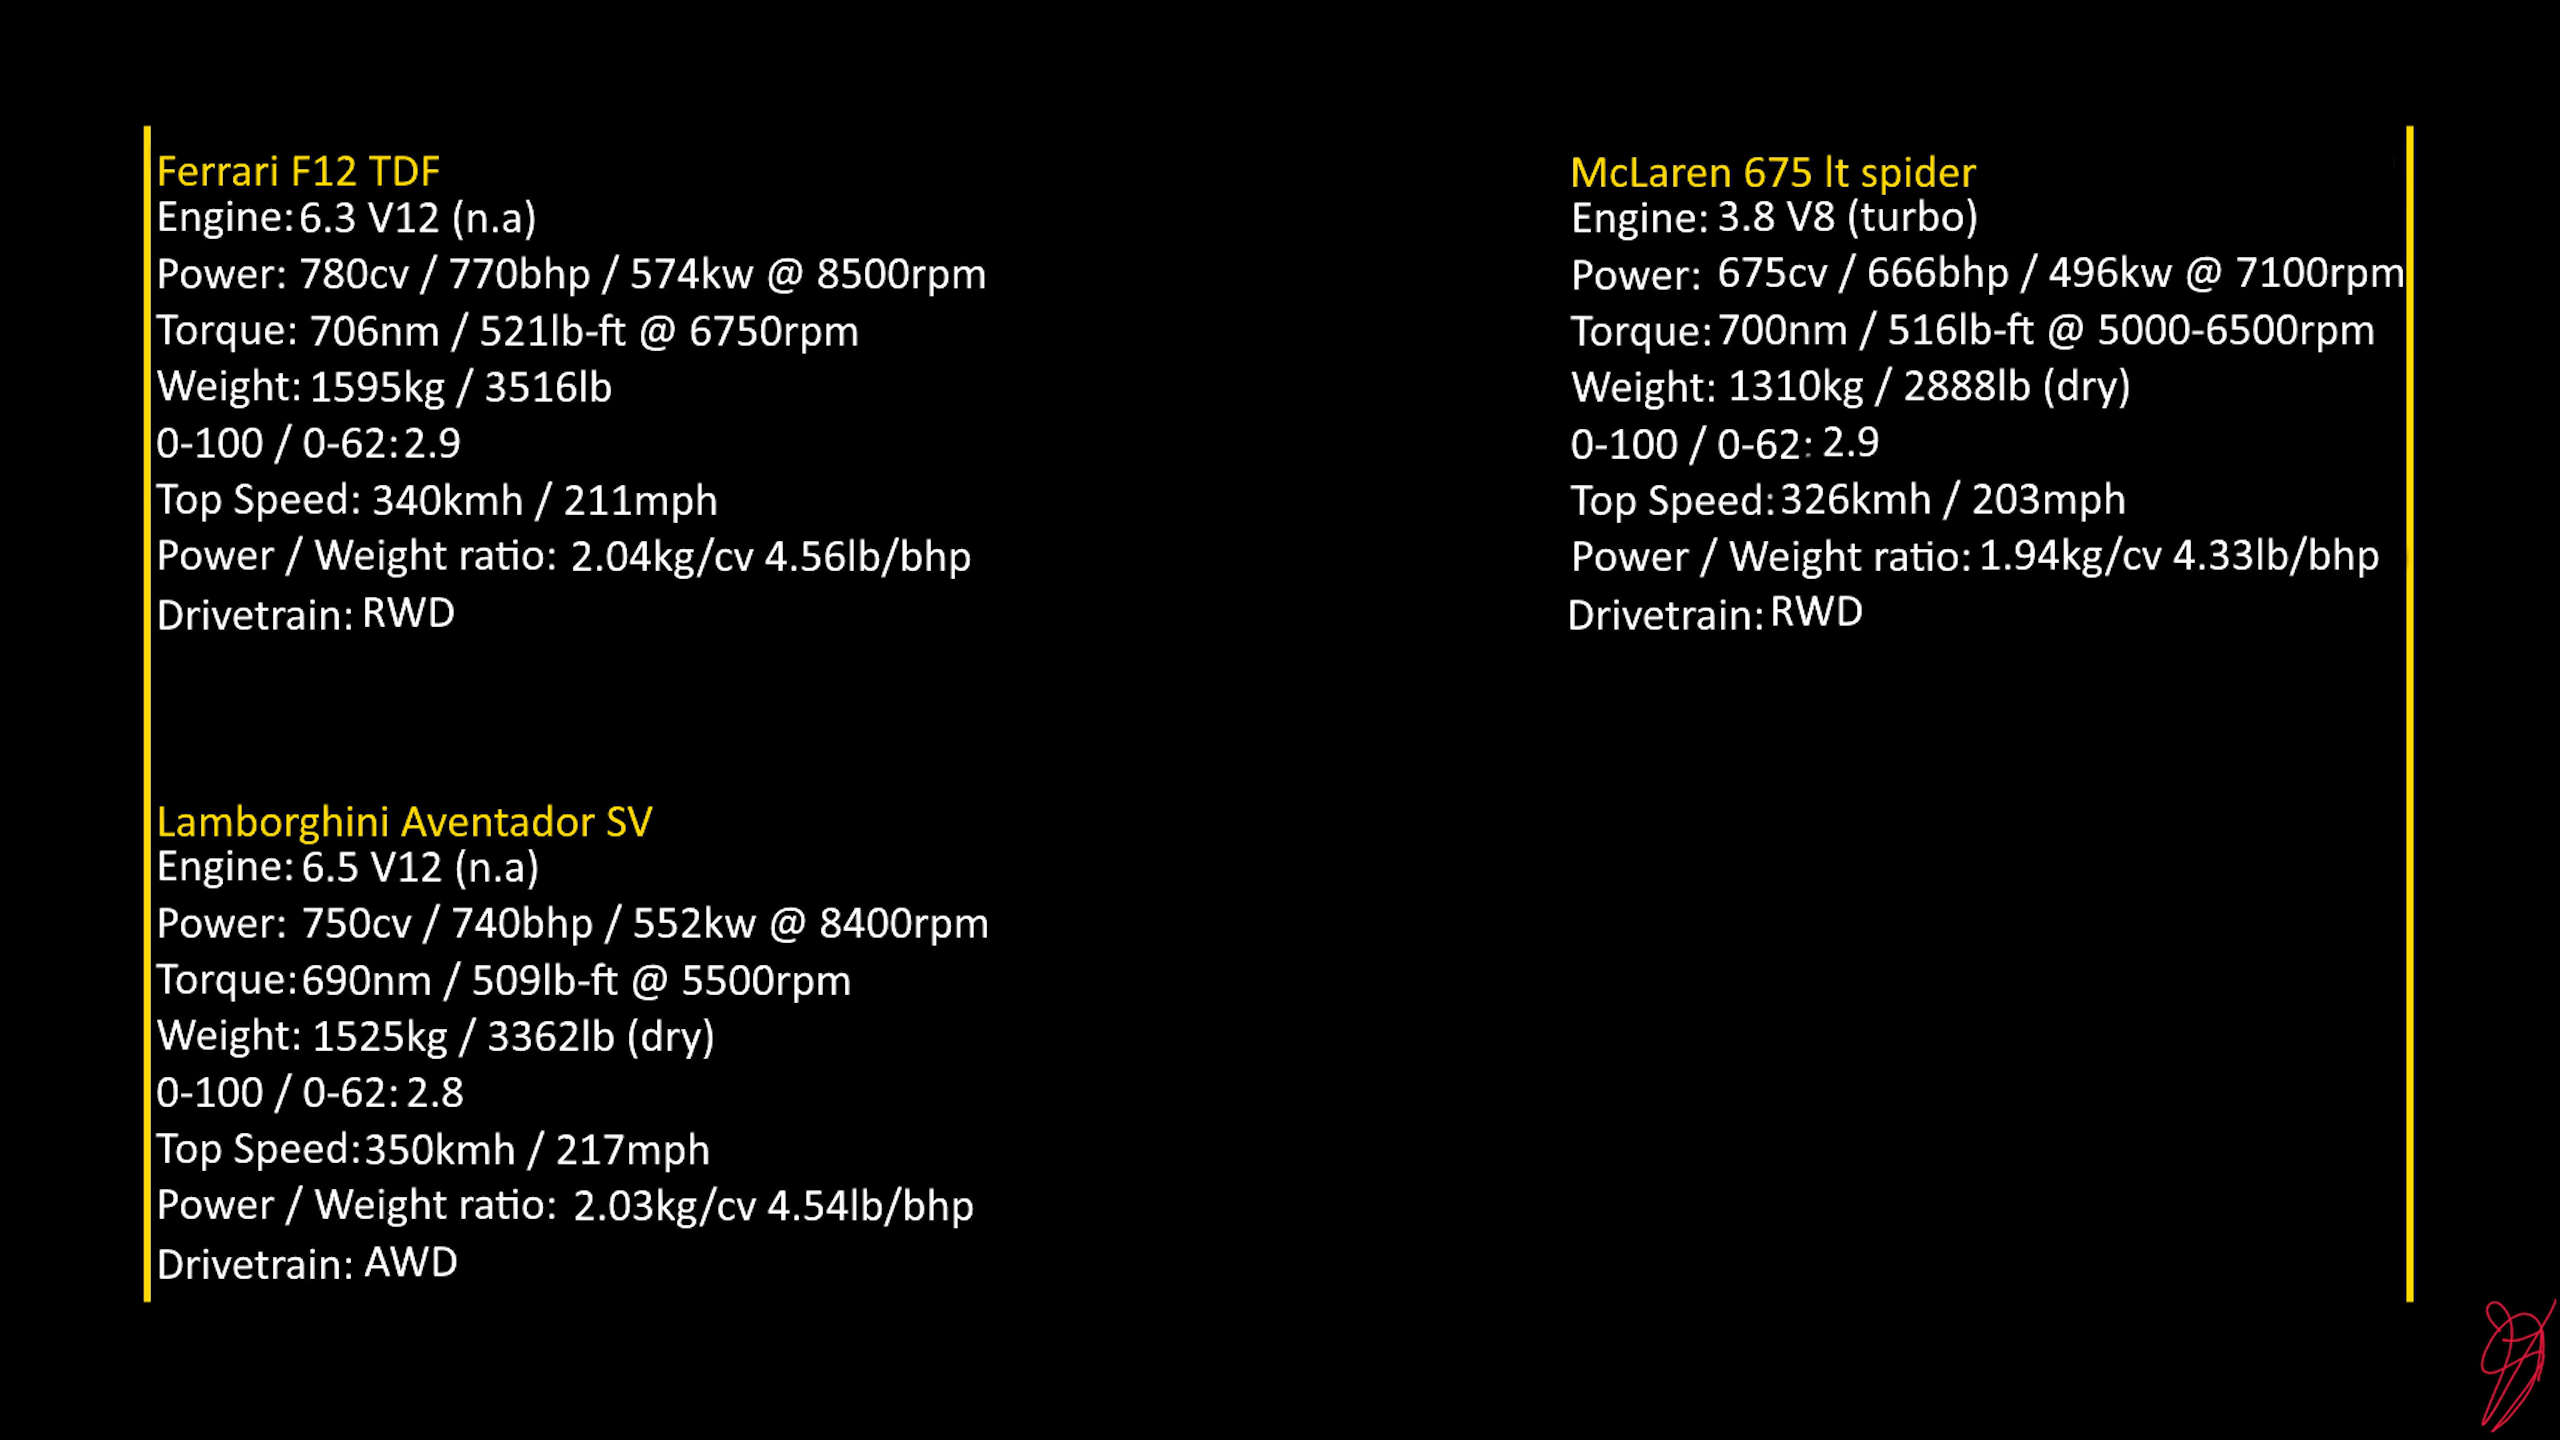 Ferrari F12 TDF
Engine: 6.3 V12 (n.a)
Power: 780cv / 770bhp / 574kw @ 8500rpm
Torque: 706nm / 521lb-ft @ 6750rpm
Weight: 1595kg / 3516lb
0-100 / 0-62: 2.9
Top Speed: 340kmh / 211mph
Power / Weight ratio: 2.04kg/cv 4.56lb/bhp
Drivetrain: RWD
Lamborghini Aventador SV
Engine: 6.5 V12 (n.a)
Power: 750cv / 740bhp / 552kw @ 8400rpm
Torque: 690nm / 509lb-ft @ 5500rpm
Weight: 1525kg / 3362lb (dry)
0-100 / 0-62: 2.8
Top Speed: 350kmh / 217mph
Power / Weight ratio: 2.03kg/cv 4.54lb/bhp
Drivetrain: AWD
McLaren 675 lt spider
Engine: 3.8 V8 (turbo)
Power: 675cv / 666bhp / 496kw @ 7100rpm
Torque: 700nm / 516lb-ft @ 5000-6500rpm
Weight: 1310kg / 2888lb (dry)
0-100 / 0-62: 2.9
Top Speed: 326kmh / 203mph
Power / Weight ratio: 1.94kg/cv 4.33lb/bhp
Drivetrain: RWD